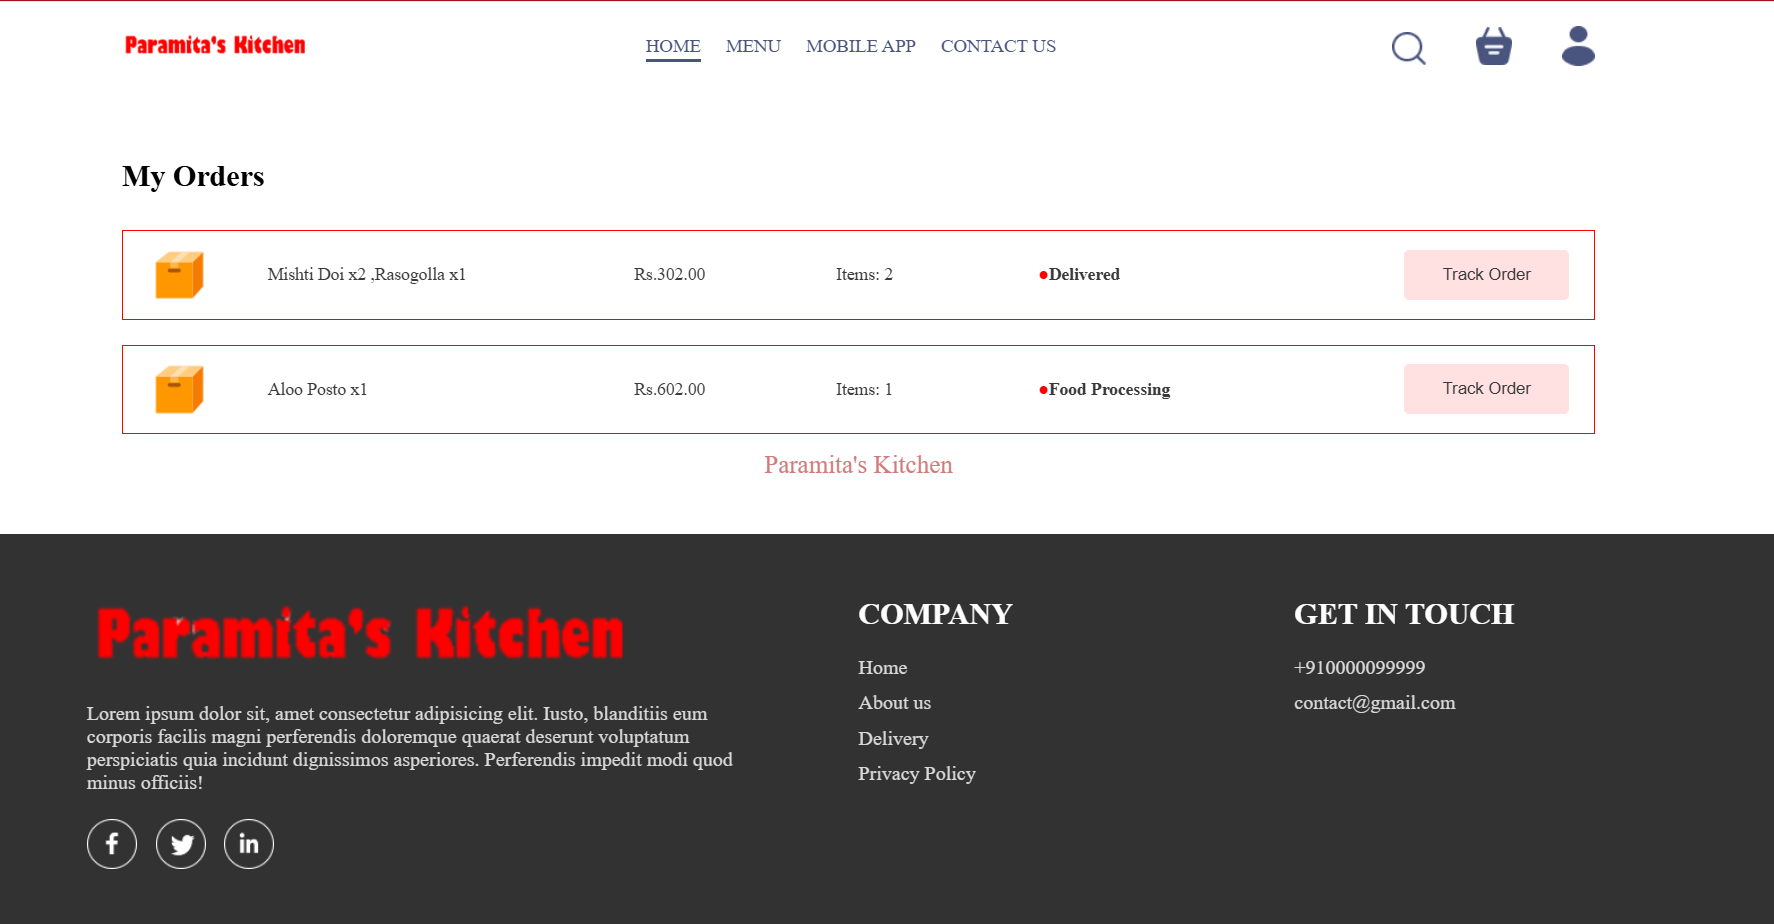 Paramita's Kitchen
HOME MENU MOBILE APP CONTACT US
My Orders
Mishti Doi x2 ,Rasogolla x1 Rs.302.00 Items: 2 ●Delivered Track Order
Aloo Posto x1 Rs.602.00 Items: 1 ●Food Processing Track Order
Paramita's Kitchen
Paramita's Kitchen
Lorem ipsum dolor sit, amet consectetur adipisicing elit. Iusto, blanditiis eum
corporis facilis magni perferendis doloremque quaerat deserunt voluptatum
perspiciatis quia incidunt dignissimos asperiores. Perferendis impedit modi quod
minus officiis!
COMPANY
Home
About us
Delivery
Privacy Policy
GET IN TOUCH
+910000099999
contact@gmail.com